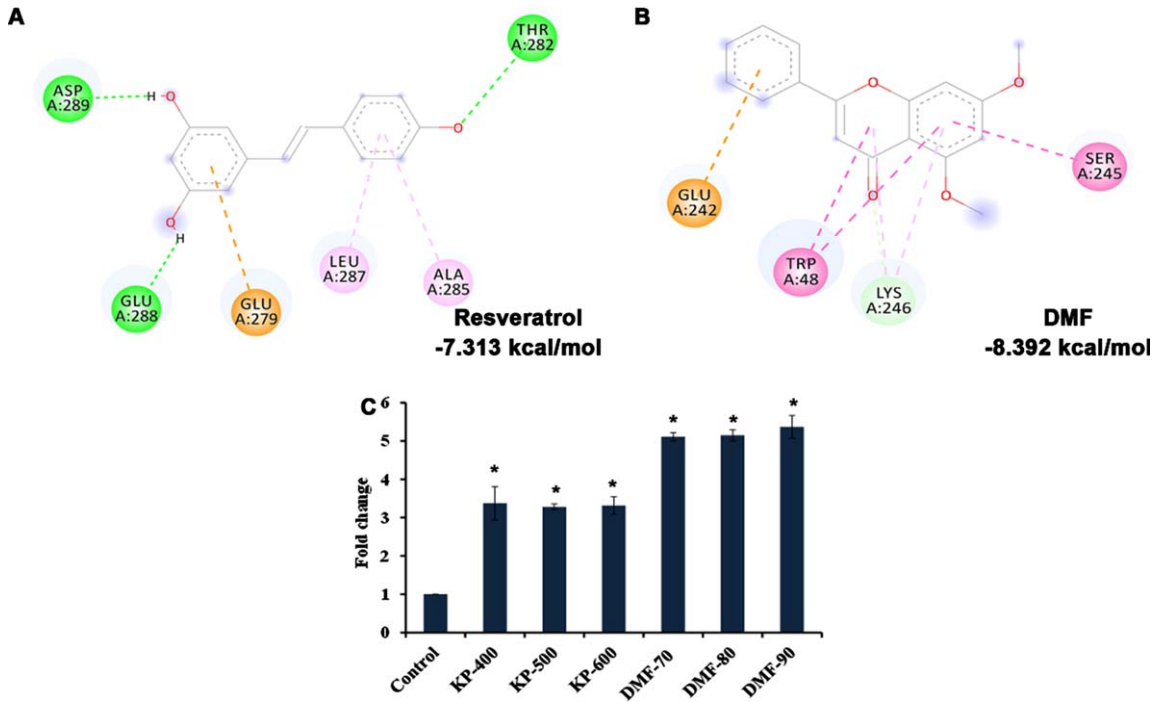 A
THR
A:282
ASP
A:289
H
O
O
O
H
LEU
A:287
ALA
A:285
GLU
A:288
GLU
A:279
Resveratrol
-7.313 kcal/mol
B
O
O
SER
A:245
GLU
A:242
O
O
TRP
A:48
LYS
A:246
DMF
-8.392 kcal/mol
C
Fold change
6
5
4
3
2
1
0
*
*
*
*
*
*
Control
KP-400
KP-500
KP-600
DMF-70
DMF-80
DMF-90